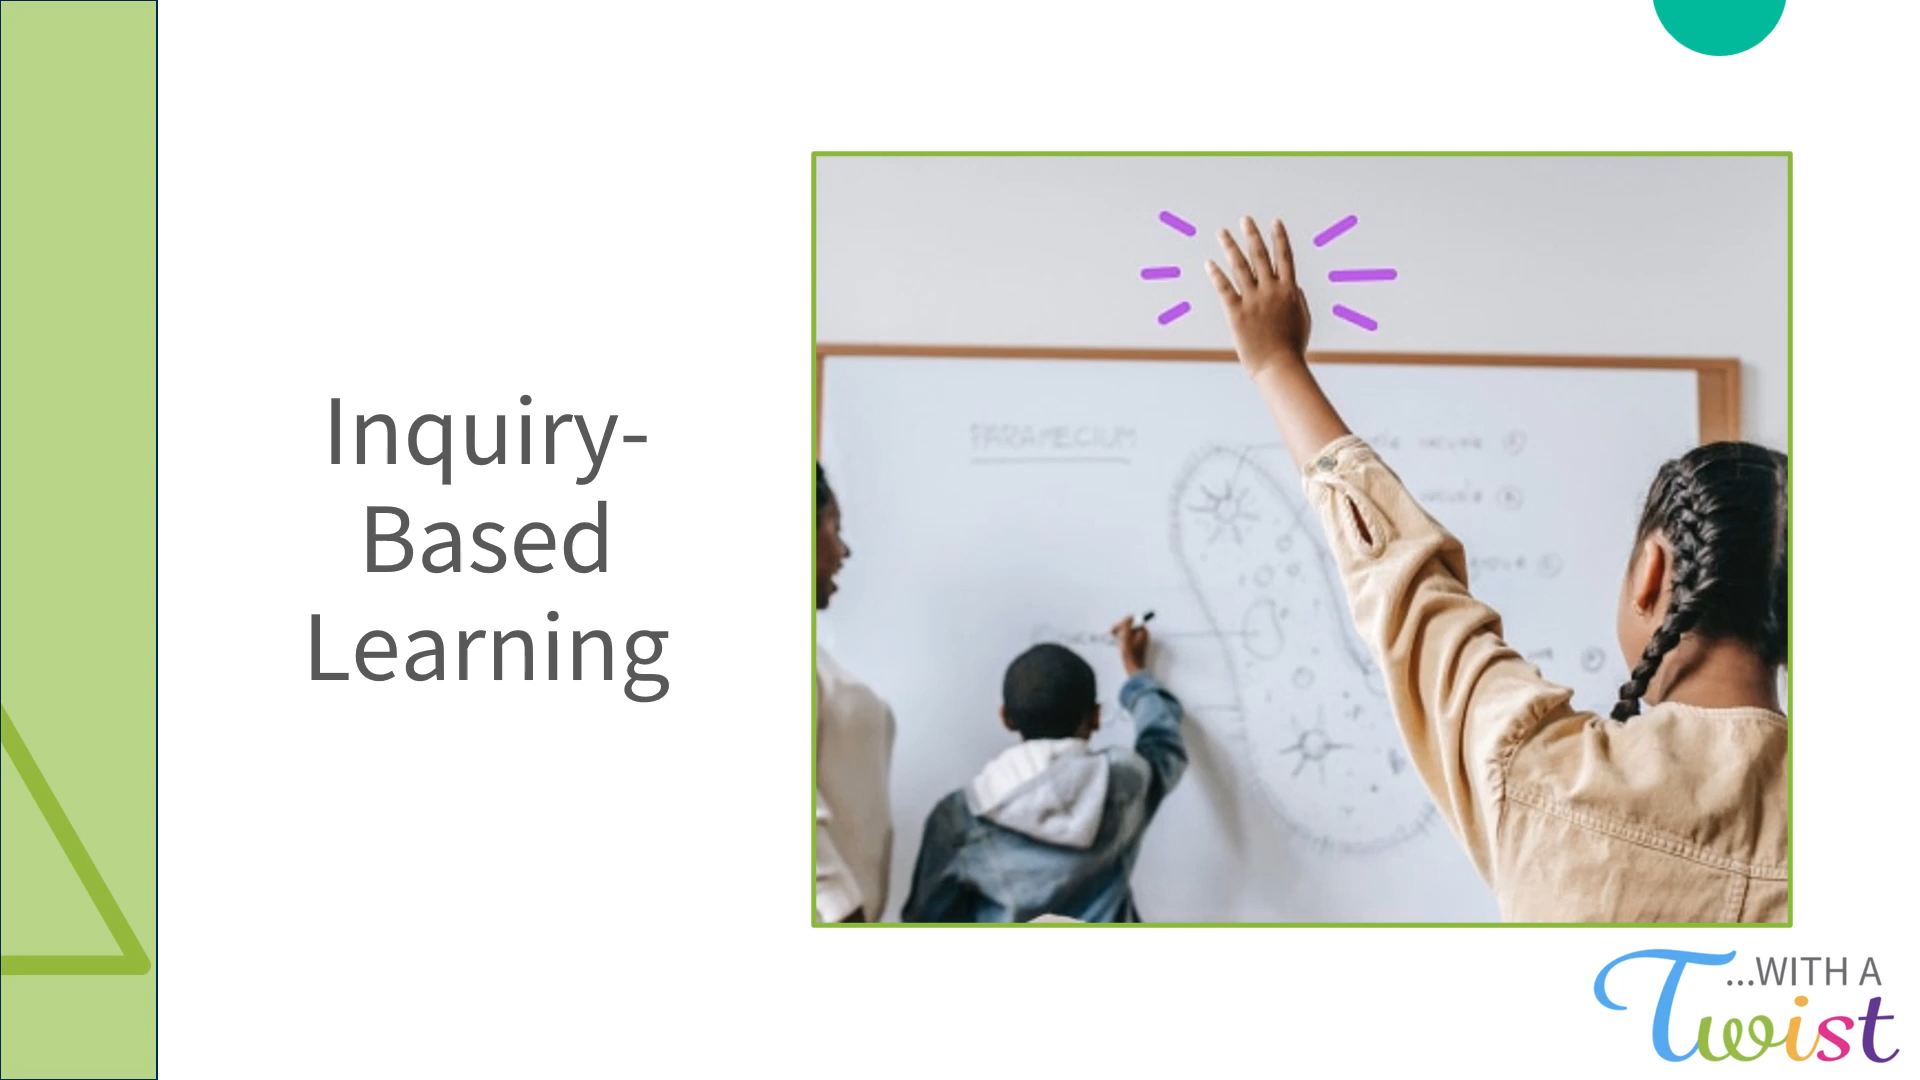 Inquiry-
Based
Learning
PARAMECIUM
...WITH A
Twist